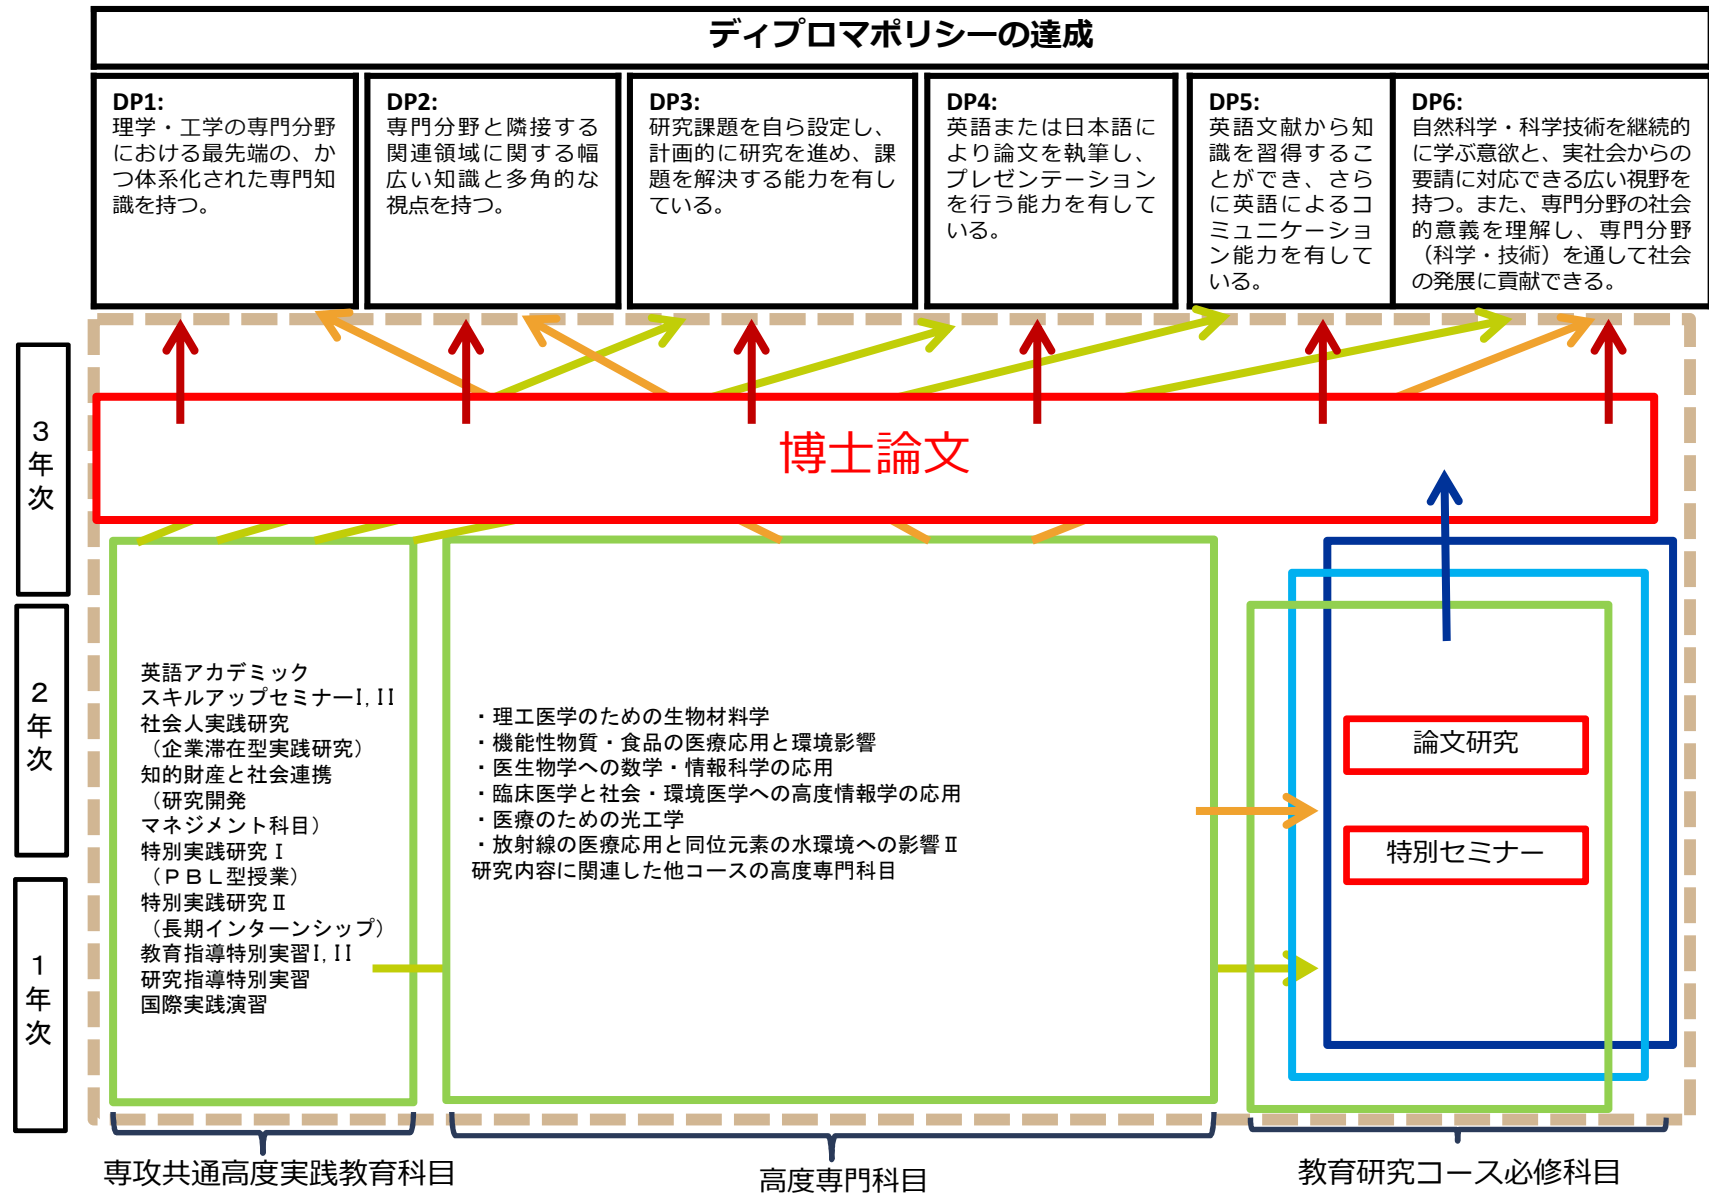 ディプロマポリシーの達成
DP1:
理学・工学の専門分野
における最先端の、か
つ体系化された専門知
識を持つ。
DP2:
専門分野と隣接する
関連領域に関する幅
広い知識と多角的な
視点を持つ。
DP3:
研究課題を自ら設定し、
計画的に研究を進め、課
題を解決する能力を有し
ている。
DP4:
英語または日本語に
より論文を執筆し、
プレゼンテーション
を行う能力を有して
いる。
DP5:
英語文献から知
識を習得するこ
とができ、さら
に英語によるコ
ミュニケーショ
ン能力を有して
いる。
DP6:
自然科学・科学技術を継続的
に学ぶ意欲と、実社会からの
要請に対応できる広い視野を
持つ。また、専門分野の社会
的意義を理解し、専門分野
（科学・技術）を通して社会
の発展に貢献できる。
3
年
次
博士論文
2
年
次
1
年
次
英語アカデミック
スキルアップセミナーI,II
社会人実践研究
（企業滞在型実践研究）
知的財産と社会連携
（研究開発
マネジメント科目）
特別実践研究Ⅰ
（ＰＢＬ型授業）
特別実践研究Ⅱ
（長期インターンシップ）
教育指導特別実習I,II
研究指導特別実習
国際実践演習
・理工医学のための生物材料学
・機能性物質・食品の医療応用と環境影響
・医生物学への数学・情報科学の応用
・臨床医学と社会・環境医学への高度情報学の応用
・医療のための光工学
・放射線の医療応用と同位元素の水環境への影響Ⅱ
研究内容に関連した他コースの高度専門科目
論文研究
特別セミナー
専攻共通高度実践教育科目
高度専門科目
教育研究コース必修科目